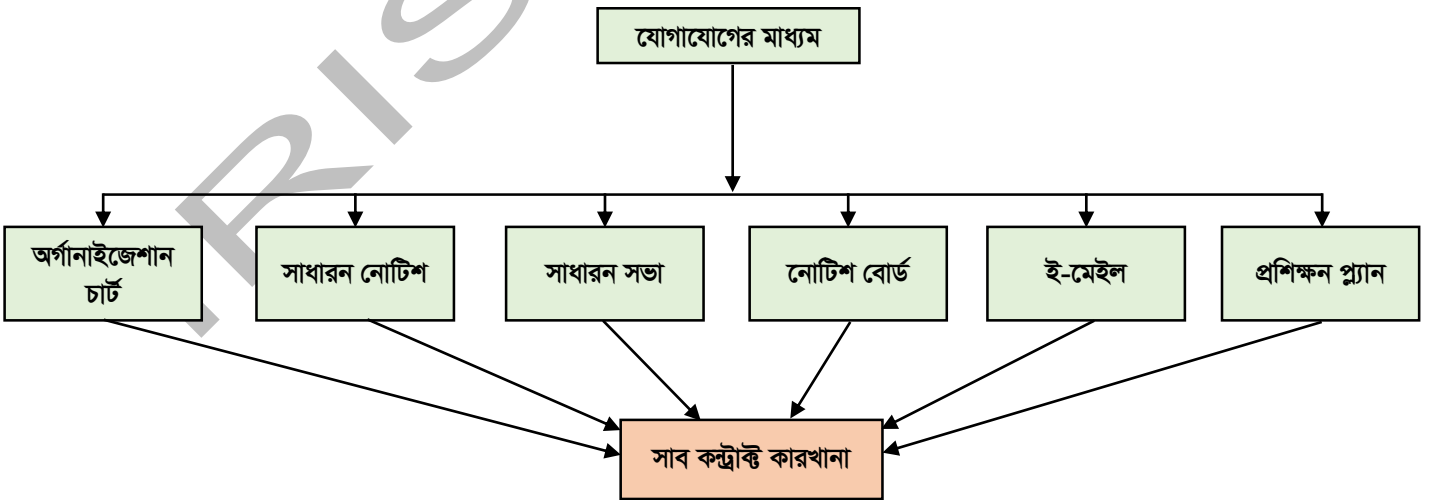 যোগাযোগের মাধ্যম
অর্গানাইজেশান
চার্ট
সাধারন নোটিশ
সাধারন সভা
নোটিশ বোর্ড
ই-মেইল
প্রশিক্ষন প্ল্যান
সাব কন্ট্রাক্ট কারখানা